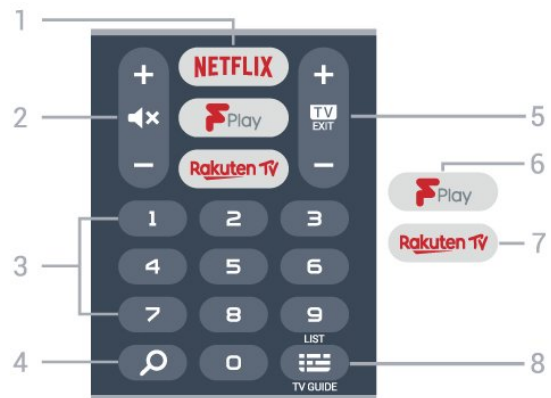 1
+ NETFLIX +
2 TV 5
EXIT
F Play
6
F Play
- Rakuten TV -
1 2 3
Rakuten TV 7
3 4 5 6
7 8 9
LIST
4 0 8
TV GUIDE